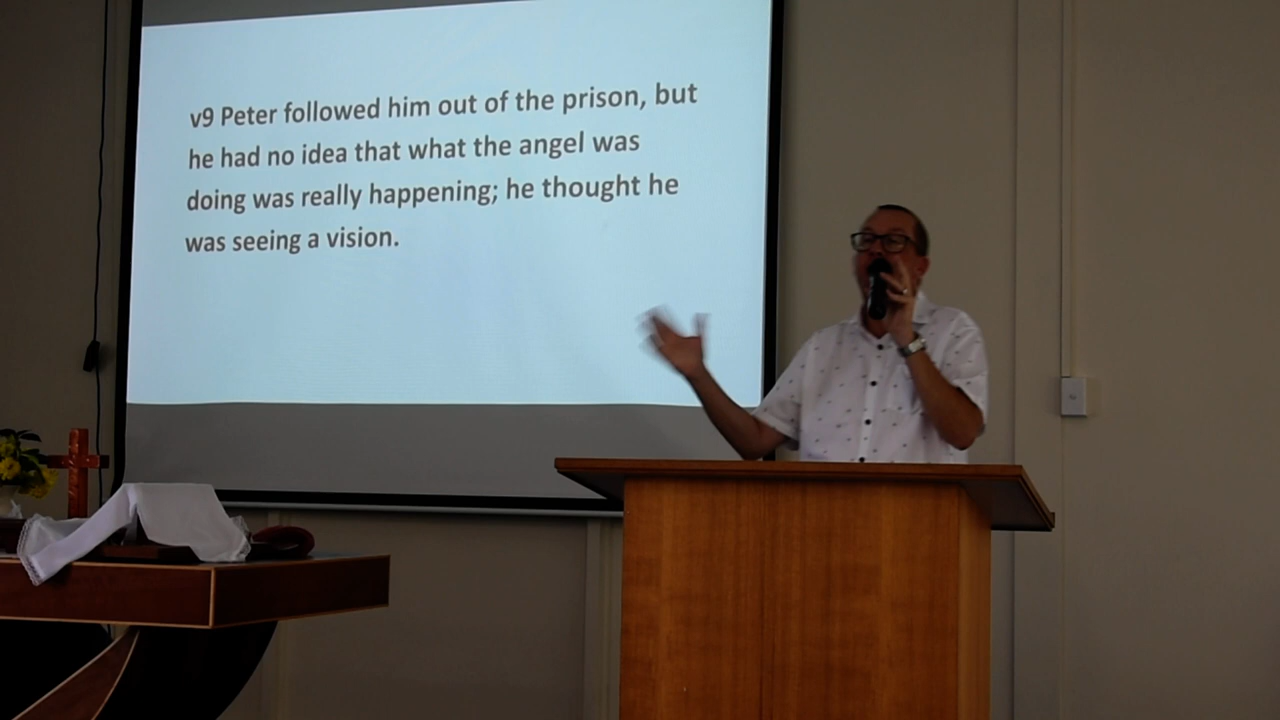 v9 Peter followed him out of the prison, but
he had no idea that what the angel was
doing was really happening; he thought he
was seeing a vision.